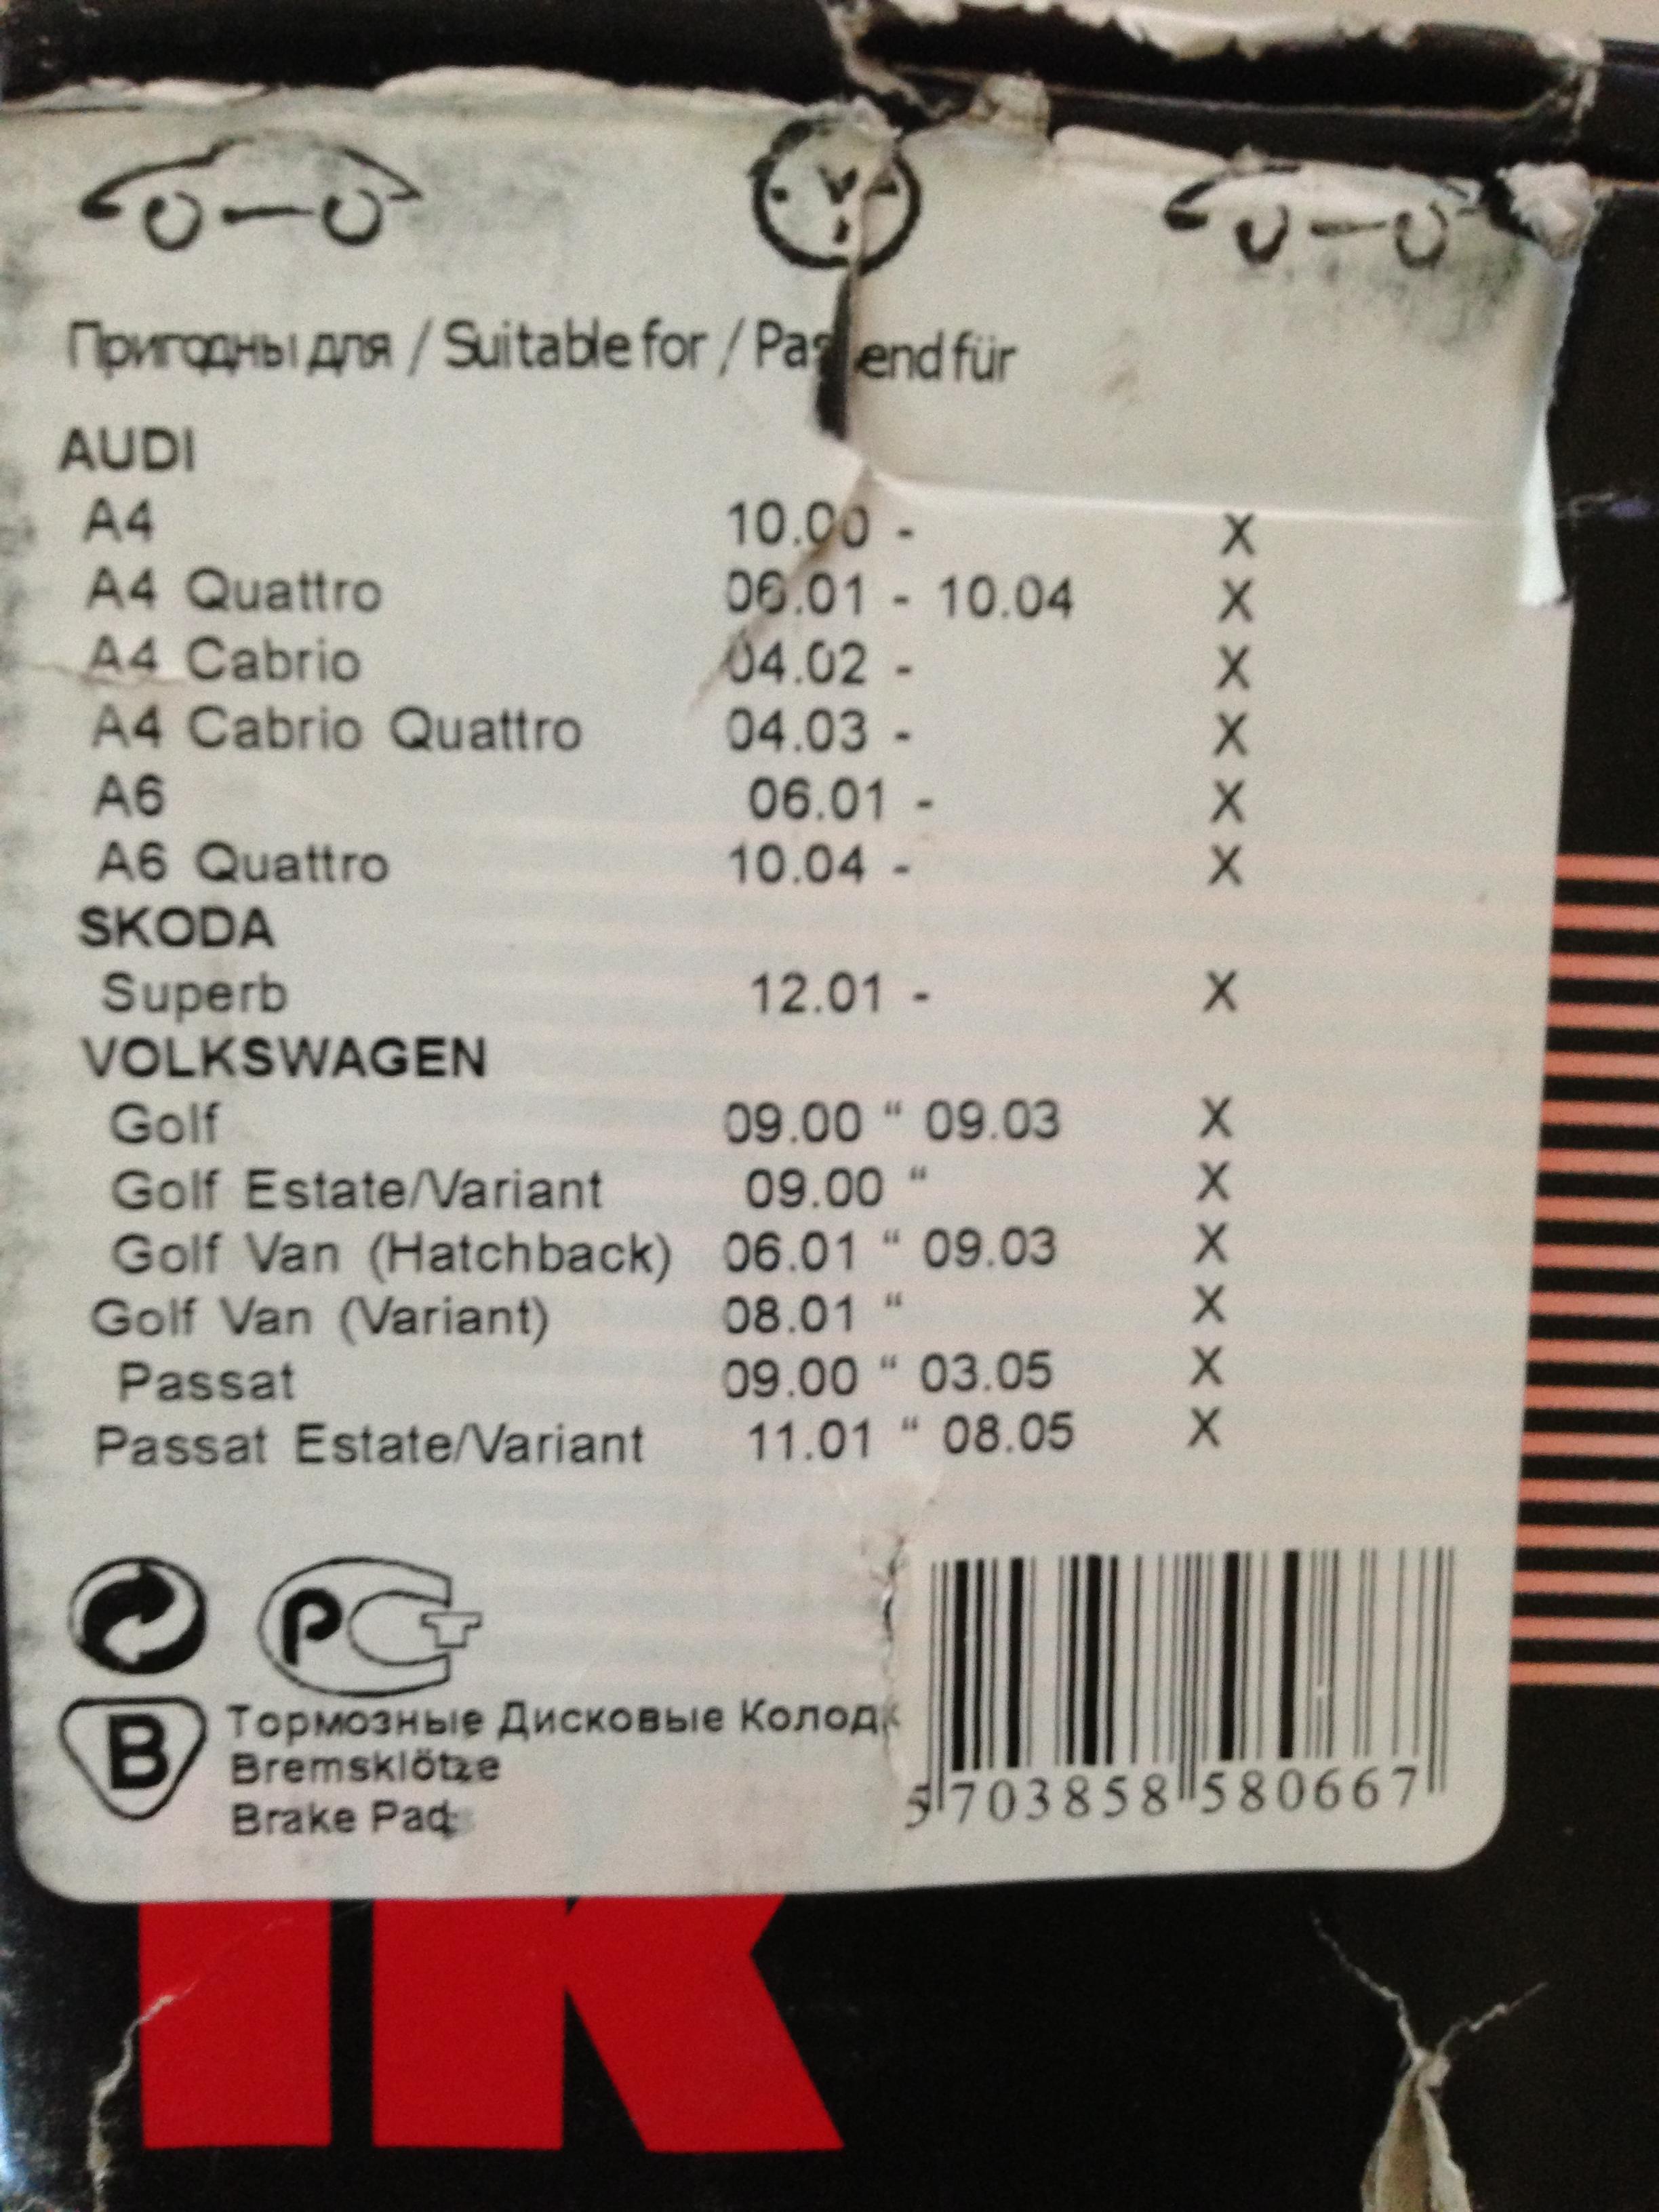 Пригодны для / Suitable for / Passend für
AUDI
A4 10.00 - X
A4 Quattro 06.01 - 10.04 X
A4 Cabrio 04.02 - X
A4 Cabrio Quattro 04.03 - X
A6 06.01 - X
A6 Quattro 10.04 - X
SKODA
Superb 12.01 - X
VOLKSWAGEN
Golf 09.00 “ 09.03 X
Golf Estate/Variant 09.00 “ X
Golf Van (Hatchback) 06.01 “ 09.03 X
Golf Van (Variant) 08.01 “ X
Passat 09.00 “ 03.05 X
Passat Estate/Variant 11.01 “ 08.05 X
РСТ
B
Тормозные Дисковые Колодк
Bremsklötze
Brake Pad
5 703858 580667